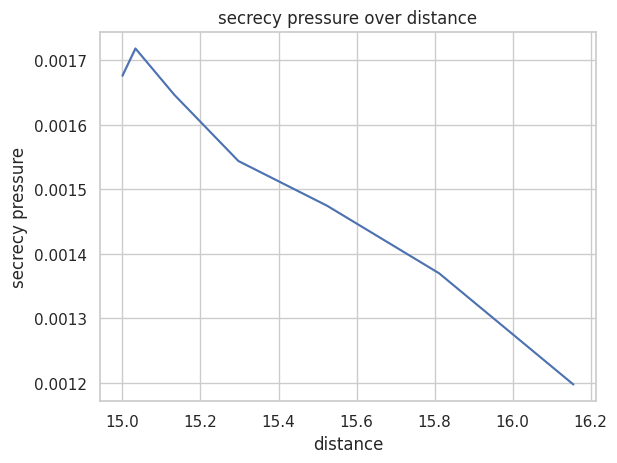 secrecy pressure over distance
secrecy pressure
0.0017
0.0016
0.0015
0.0014
0.0013
0.0012
15.0 15.2 15.4 15.6 15.8 16.0 16.2
distance